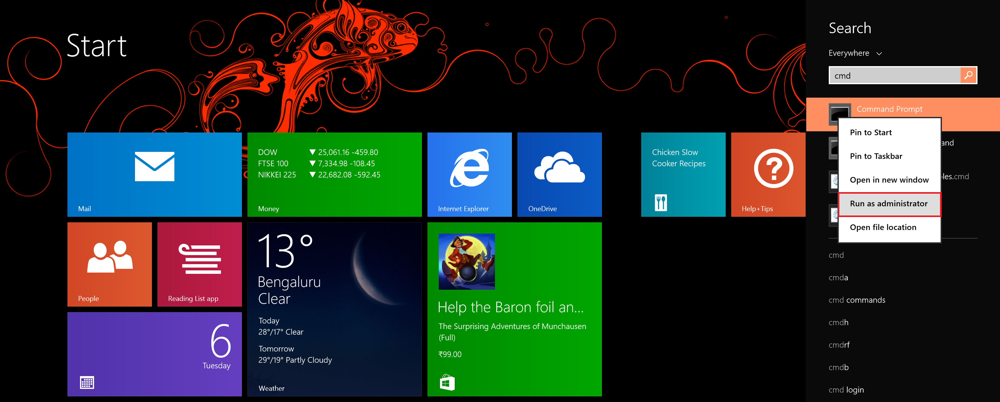 Start
Mail
DOW ▼ 25,061.16 -459.80
FTSE 100 ▼ 7,334.98 -108.45
NIKKEI 225 ▼ 22,682.08 -592.45
Money
Internet Explorer
OneDrive
Chicken Slow
Cooker Recipes
Help+Tips
People
Reading List app
6
Tuesday
13°
Bengaluru
Clear
Today
28°/17° Clear
Tomorrow
29°/19° Partly Cloudy
Weather
Help the Baron foil an...
The Surprising Adventures of Munchausen
(Full)
₹99.00
Search
Everywhere
cmd
Command Prompt
Pin to Start
Pin to Taskbar
Open in new window
Run as administrator
Open file location
cmd
cmda
cmd commands
cmdh
cmdrf
cmdb
cmd login